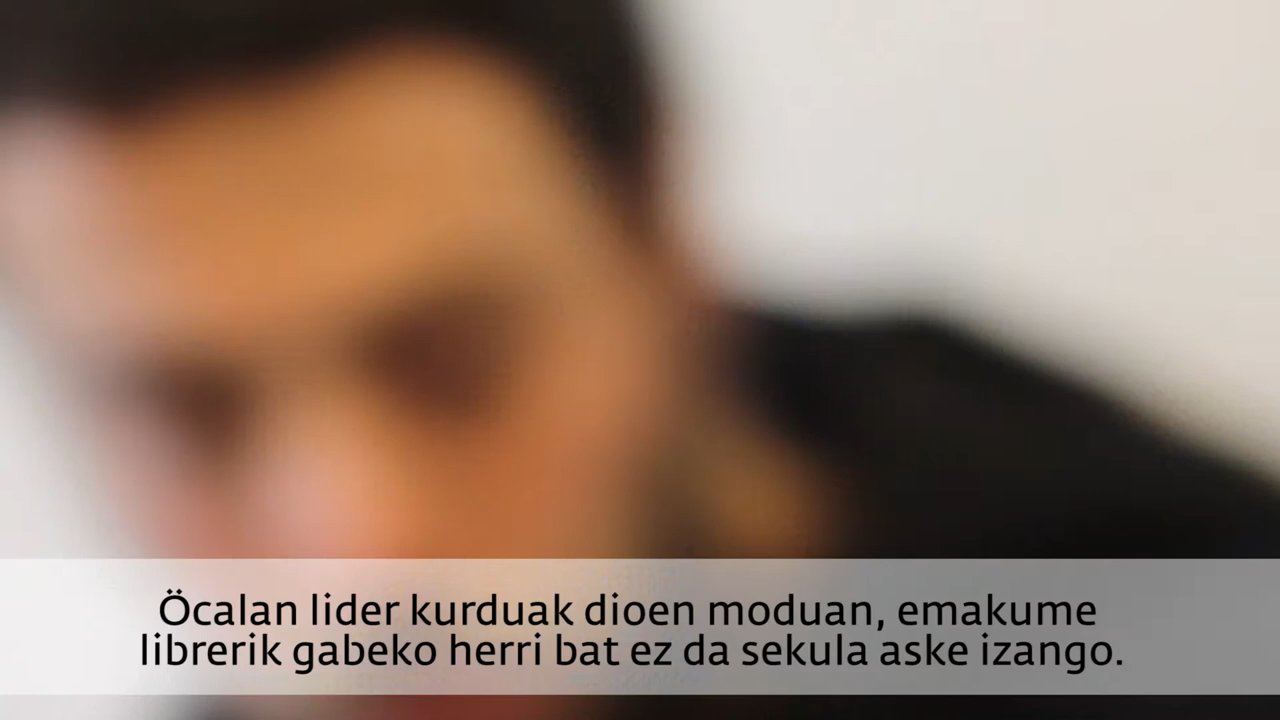 Öcalan lider kurduak dioen moduan, emakume
librerik gabeko herri bat ez da sekula aske izango.